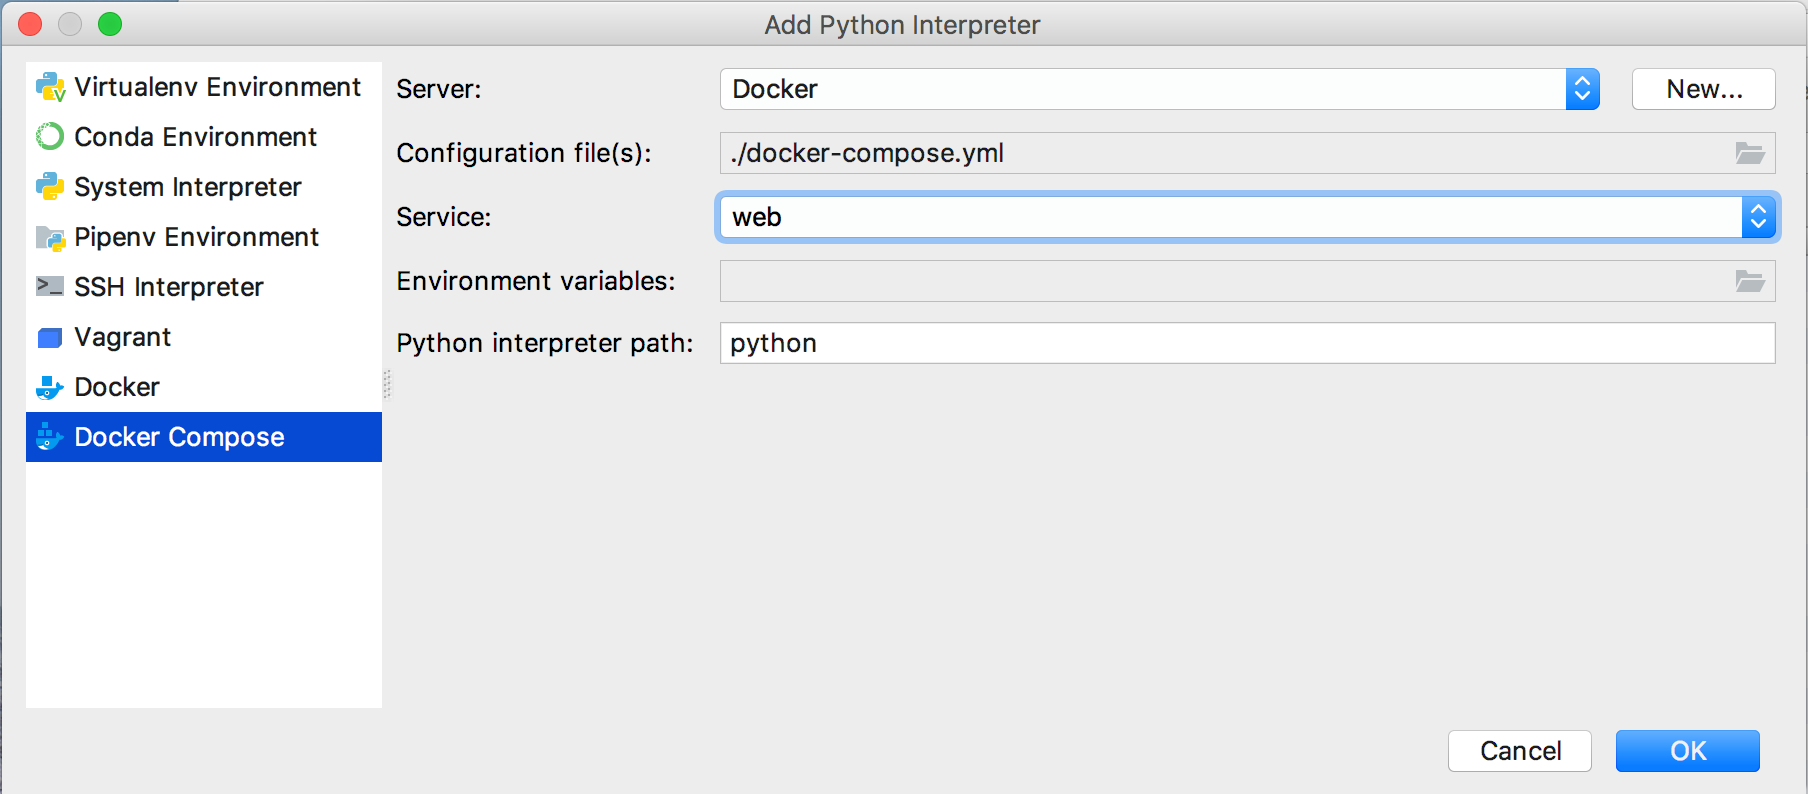 Add Python Interpreter
Virtualenv Environment
Conda Environment
System Interpreter
Pipenv Environment
SSH Interpreter
Vagrant
Docker
Docker Compose
Server:
Docker
New...
Configuration file(s):
./docker-compose.yml
Service:
web
Environment variables:
Python interpreter path:
python
Cancel
OK